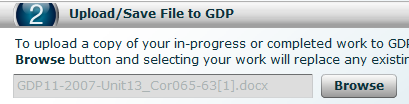 2 Upload/Save File to GDP
To upload a copy of your in-progress or completed work to GDP
Browse button and selecting your work will replace any existin
GDP11-2007-Unit13_Cor065-63[1].docx Browse